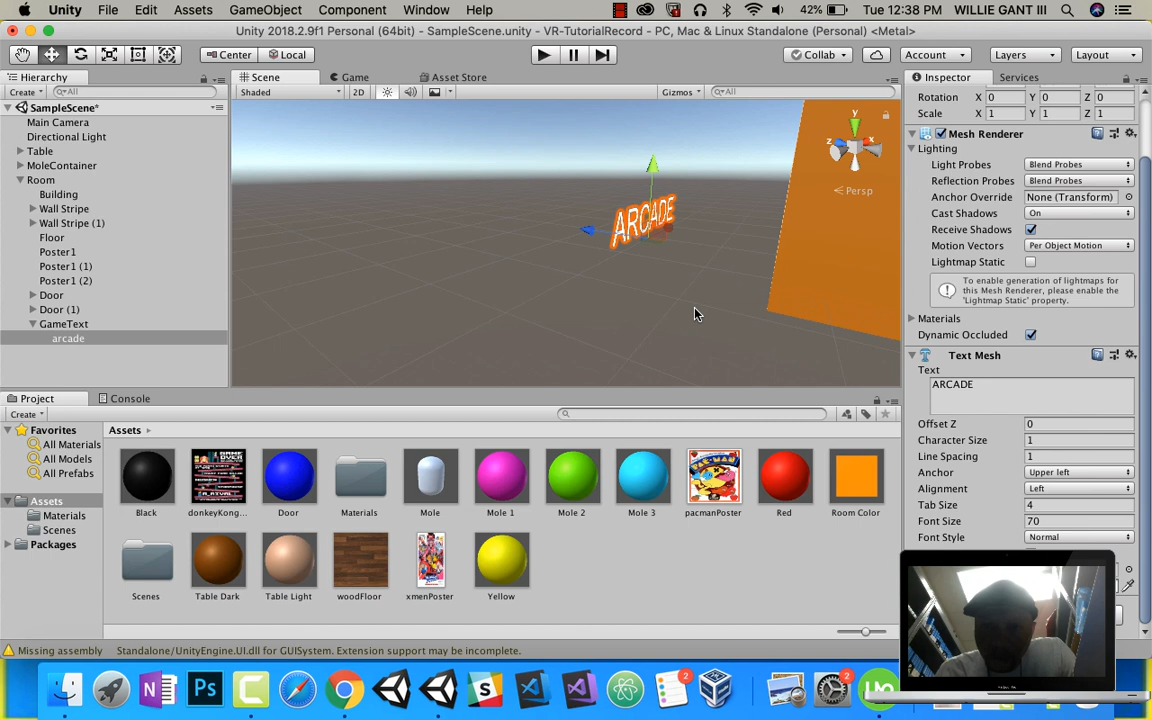 Unity File Edit Assets GameObject Component Window Help 42% Tue 12:38 PM WILLIE GANT III
Unity 2018.2.9f1 Personal (64bit) - SampleScene.unity - VR-TutorialRecord - PC, Mac & Linux Standalone (Personal) <Metal>
Center Local Collab Account Layers Layout
Hierarchy Scene Game Asset Store Inspector Services
Create All Shaded 2D Gizmos All
SampleScene*
Main Camera
Directional Light
Table
MoleContainer
Room
Building
Wall Stripe
Wall Stripe (1)
Floor
Poster1
Poster1 (1)
Poster1 (2)
Door
Door (1)
GameText
arcade
ARCADE
y
z x
Persp
Rotation X 0 Y 0 Z 0
Scale X 1 Y 1 Z 1
Mesh Renderer
Lighting
Light Probes Blend Probes
Reflection Probes Blend Probes
Anchor Override None (Transform)
Cast Shadows On
Receive Shadows
Motion Vectors Per Object Motion
Lightmap Static
To enable generation of lightmaps for
this Mesh Renderer, please enable the
'Lightmap Static' property.
Materials
Dynamic Occluded
Text Mesh
Text
ARCADE
Offset Z 0
Character Size 1
Line Spacing 1
Anchor Upper left
Alignment Left
Tab Size 4
Font Size 70
Font Style Normal
Project Console
Create
Favorites
All Materials
All Models
All Prefabs
Assets
Materials
Scenes
Packages
Assets
Black donkeyKong... Door Materials Mole Mole 1 Mole 2 Mole 3 pacmanPoster Red Room Color
Scenes Table Dark Table Light woodFloor xmenPoster Yellow
Missing assembly Standalone/UnityEngine.UI.dll for GUISystem. Extension support may be incomplete.
2 2